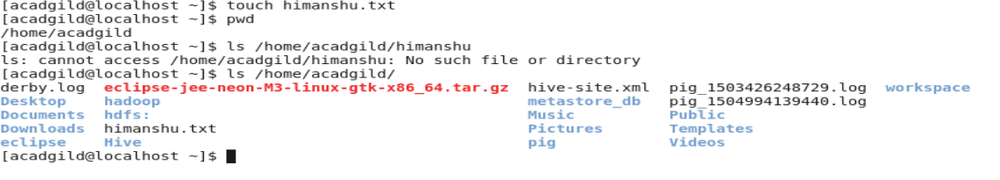 [acadgild@localhost ~]$ touch himanshu.txt
[acadgild@localhost ~]$ pwd
/home/acadgild
[acadgild@localhost ~]$ ls /home/acadgild/himanshu
ls: cannot access /home/acadgild/himanshu: No such file or directory
[acadgild@localhost ~]$ ls /home/acadgild/
derby.log  eclipse-jee-neon-M3-linux-gtk-x86_64.tar.gz  hive-site.xml  pig_1503426248729.log  workspace
Desktop    hadoop                                       metastore_db   pig_1504994139440.log
Documents  hdfs:                                        Music          Public
Downloads  himanshu.txt                                 Pictures       Templates
eclipse    Hive                                         pig            Videos
[acadgild@localhost ~]$